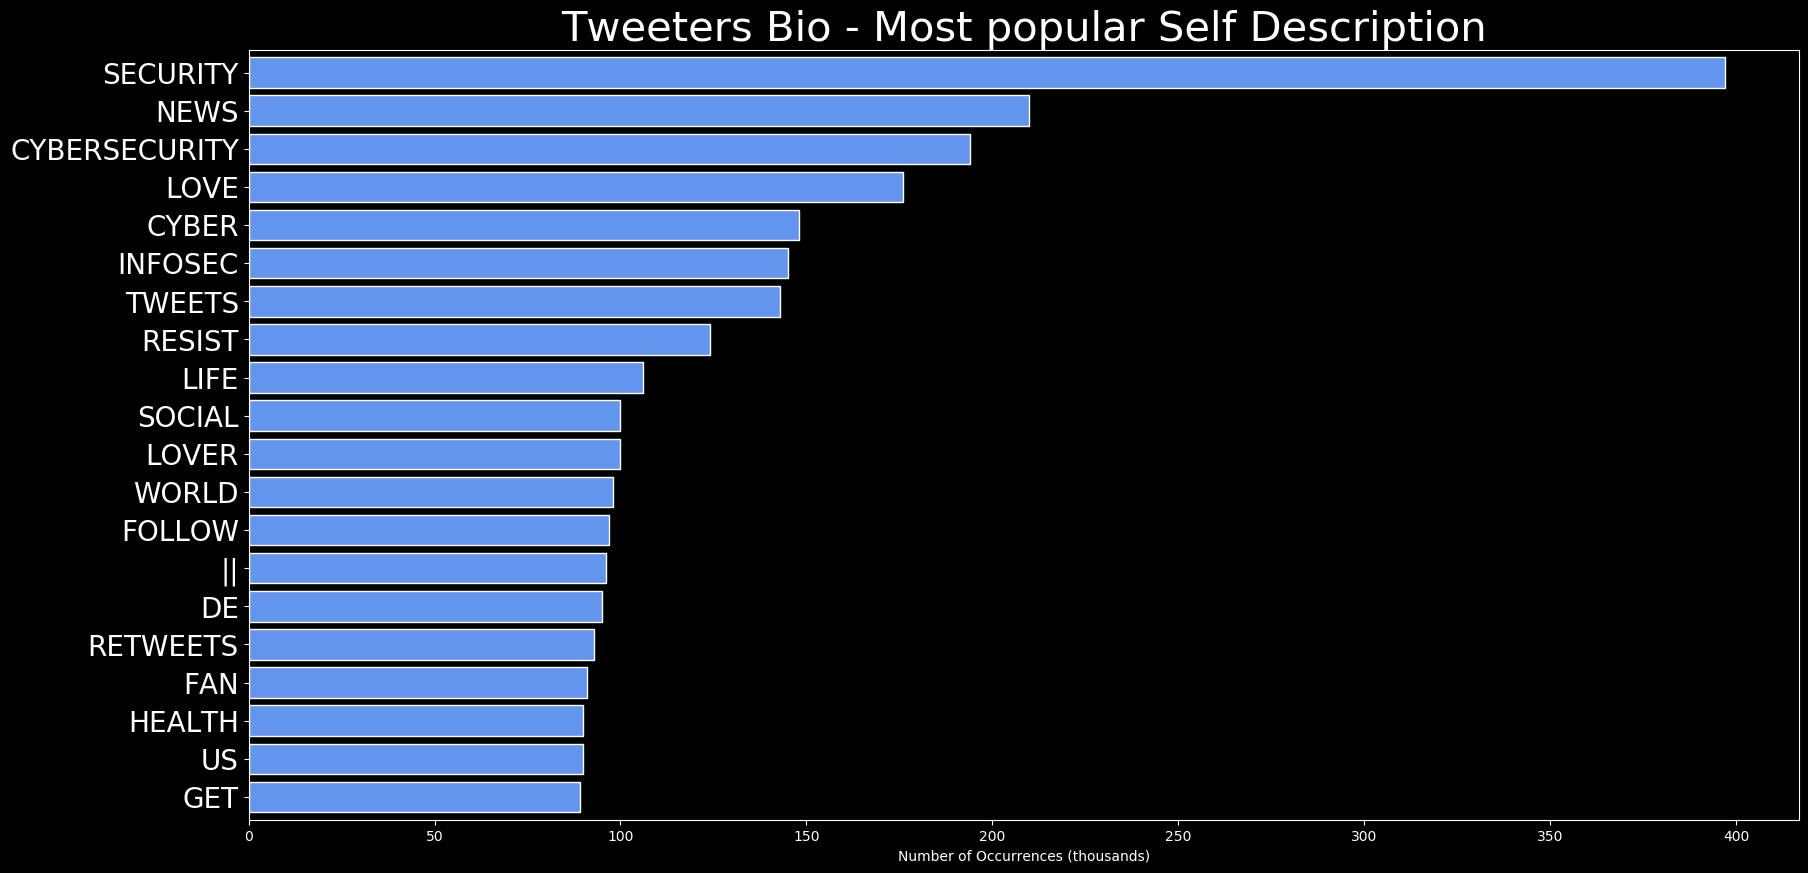 Tweeters Bio - Most popular Self Description
SECURITY
NEWS
CYBERSECURITY
LOVE
CYBER
INFOSEC
TWEETS
RESIST
LIFE
SOCIAL
LOVER
WORLD
FOLLOW
||
DE
RETWEETS
FAN
HEALTH
US
GET
0 50 100 150 200 250 300 350 400
Number of Occurrences (thousands)